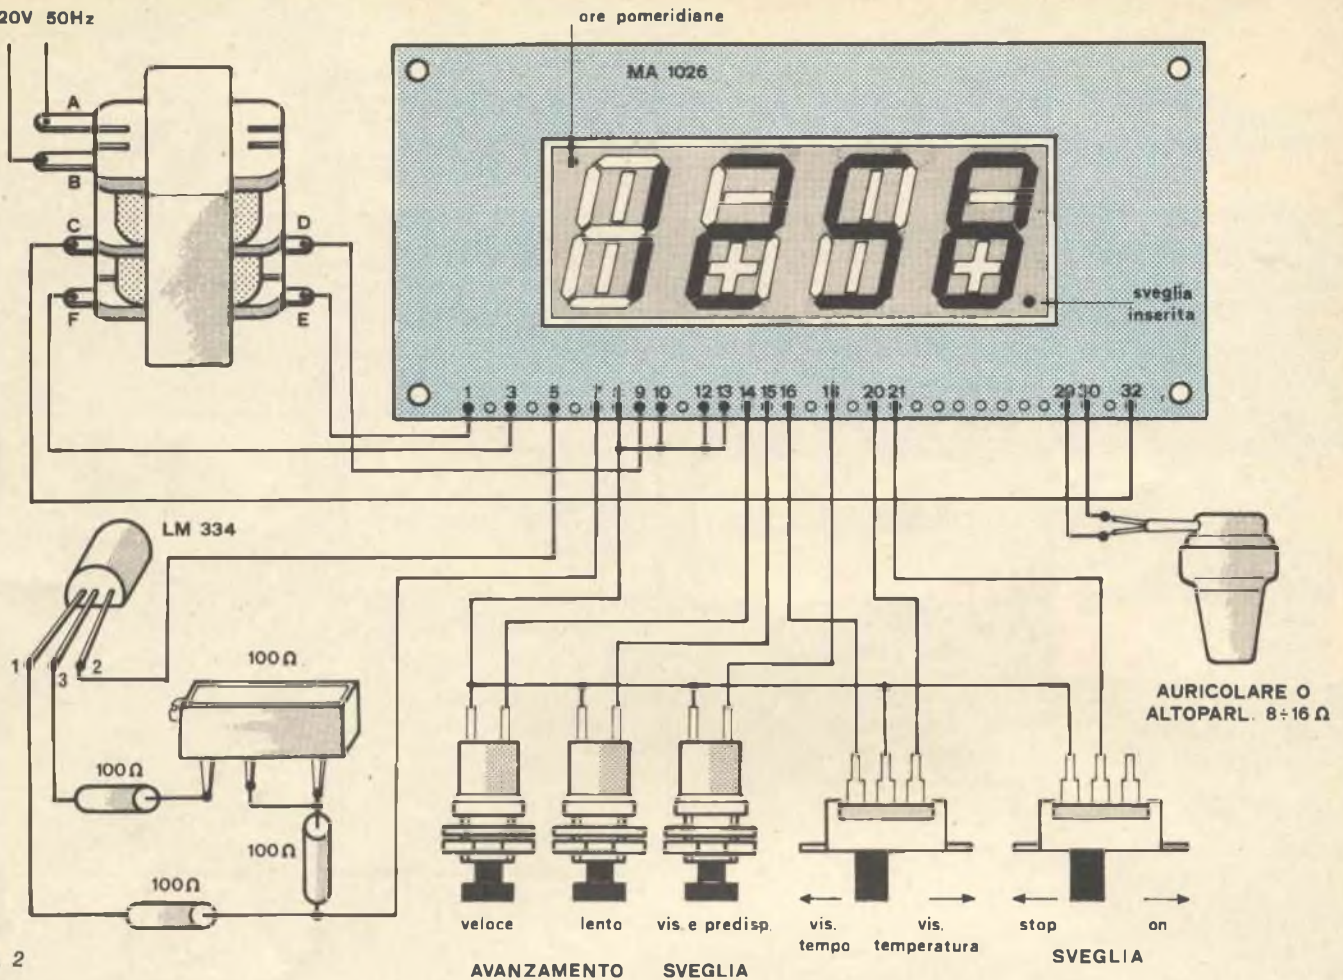 20V 50Hz
ore pomeridiane
MA 1026
A
B
C
D
F
E
sveglia
inserita
1 3 5 7 8 9 10 12 13 14 15 16 18 20 21 29 30 32
LM 334
1
3
2
100Ω
100Ω
100Ω
100Ω
AURICOLARE O
ALTOPARL. 8÷16 Ω
veloce
lento
vis. e predisp.
vis.
tempo
vis.
temperatura
stop
on
AVANZAMENTO
SVEGLIA
SVEGLIA
2